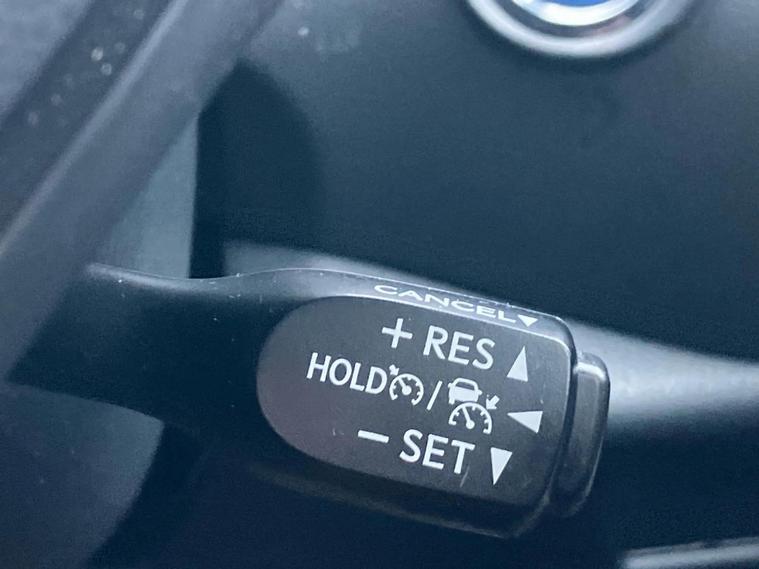 CANCEL▼
+ RES ▲
HOLD / ◀
− SET ▼